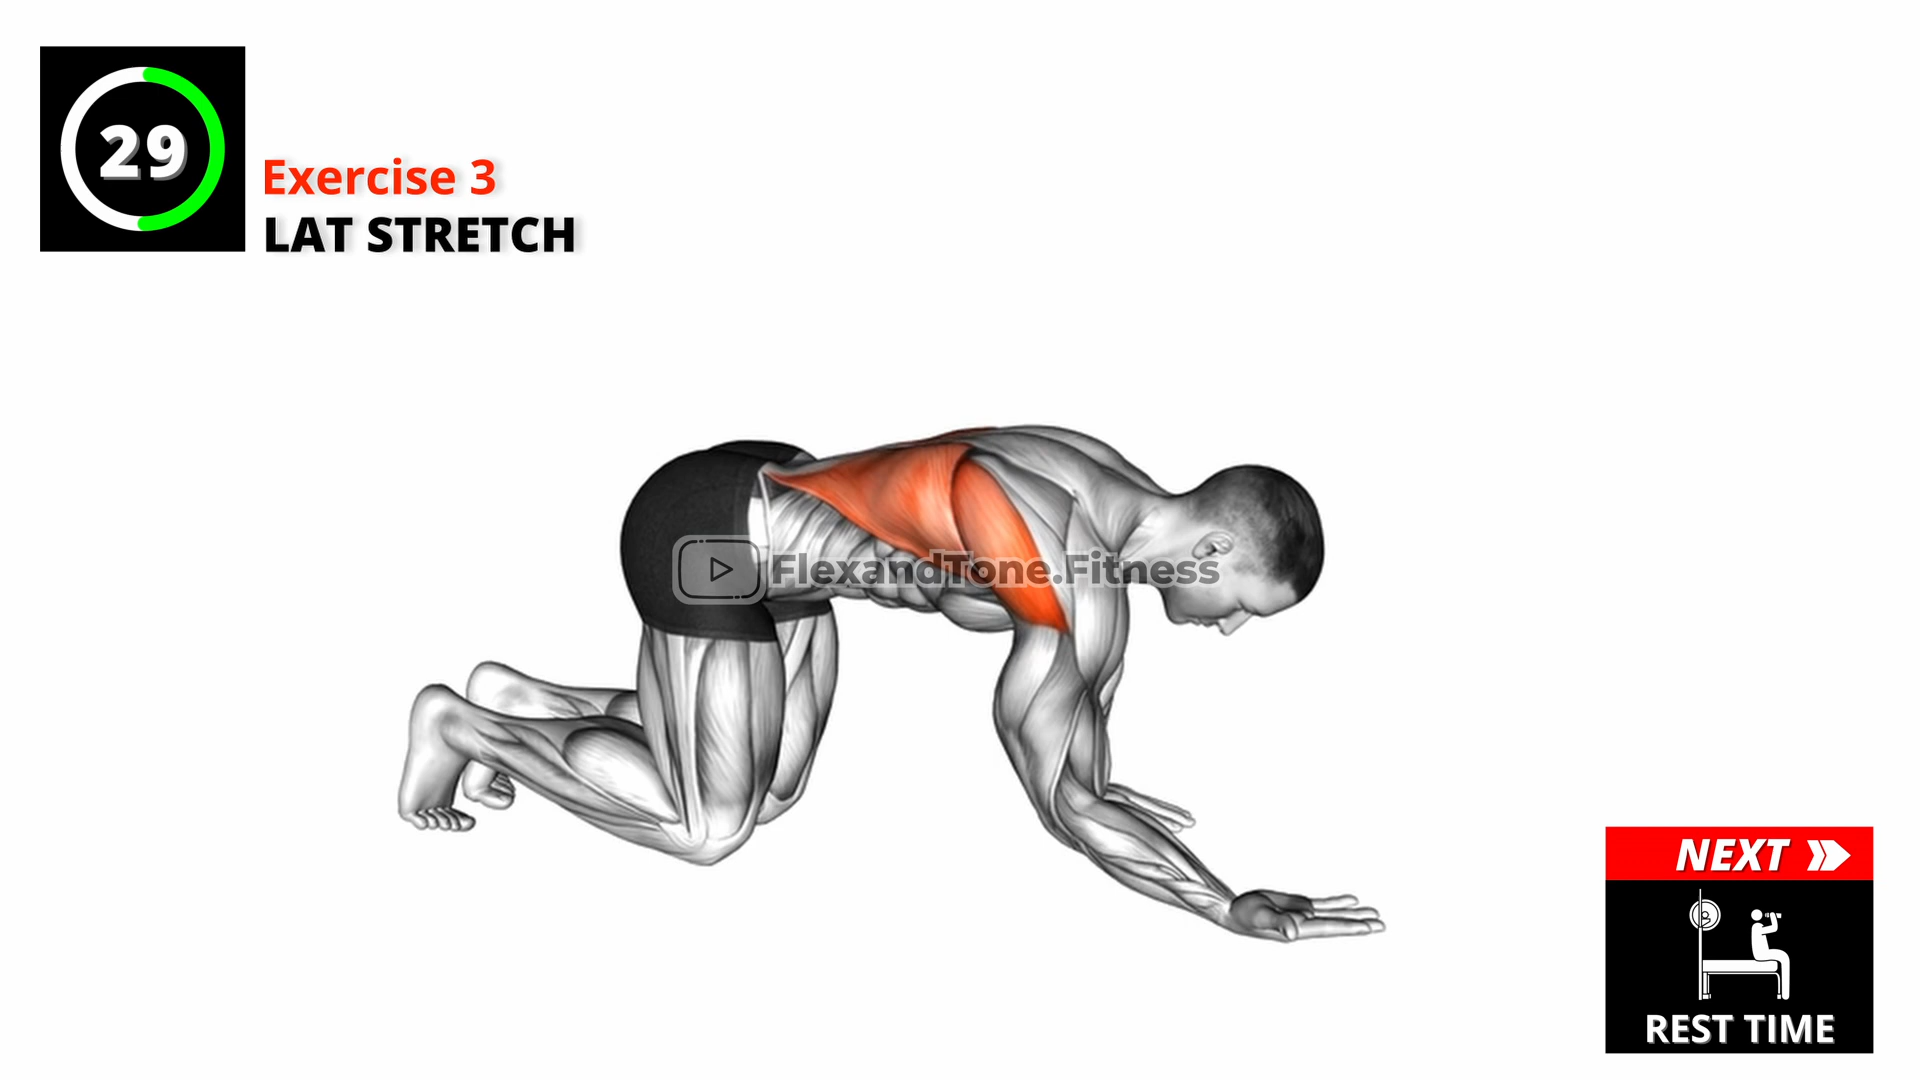 29
Exercise 3
LAT STRETCH
FlexandTone.Fitness
NEXT
REST TIME